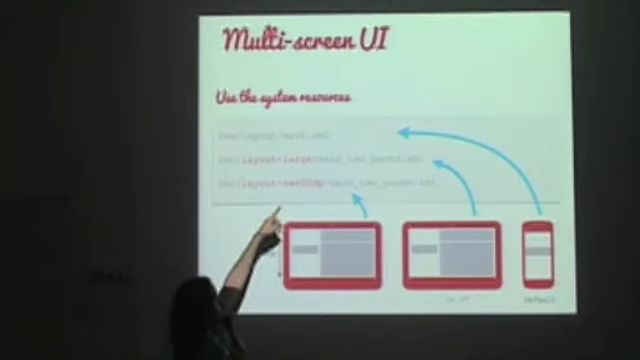 Multi-screen UI
Use the system resources
res/layout/main.xml
res/layout-large/main_two_panes.xml
res/layout-sw600dp/main_two_panes.xml
Default